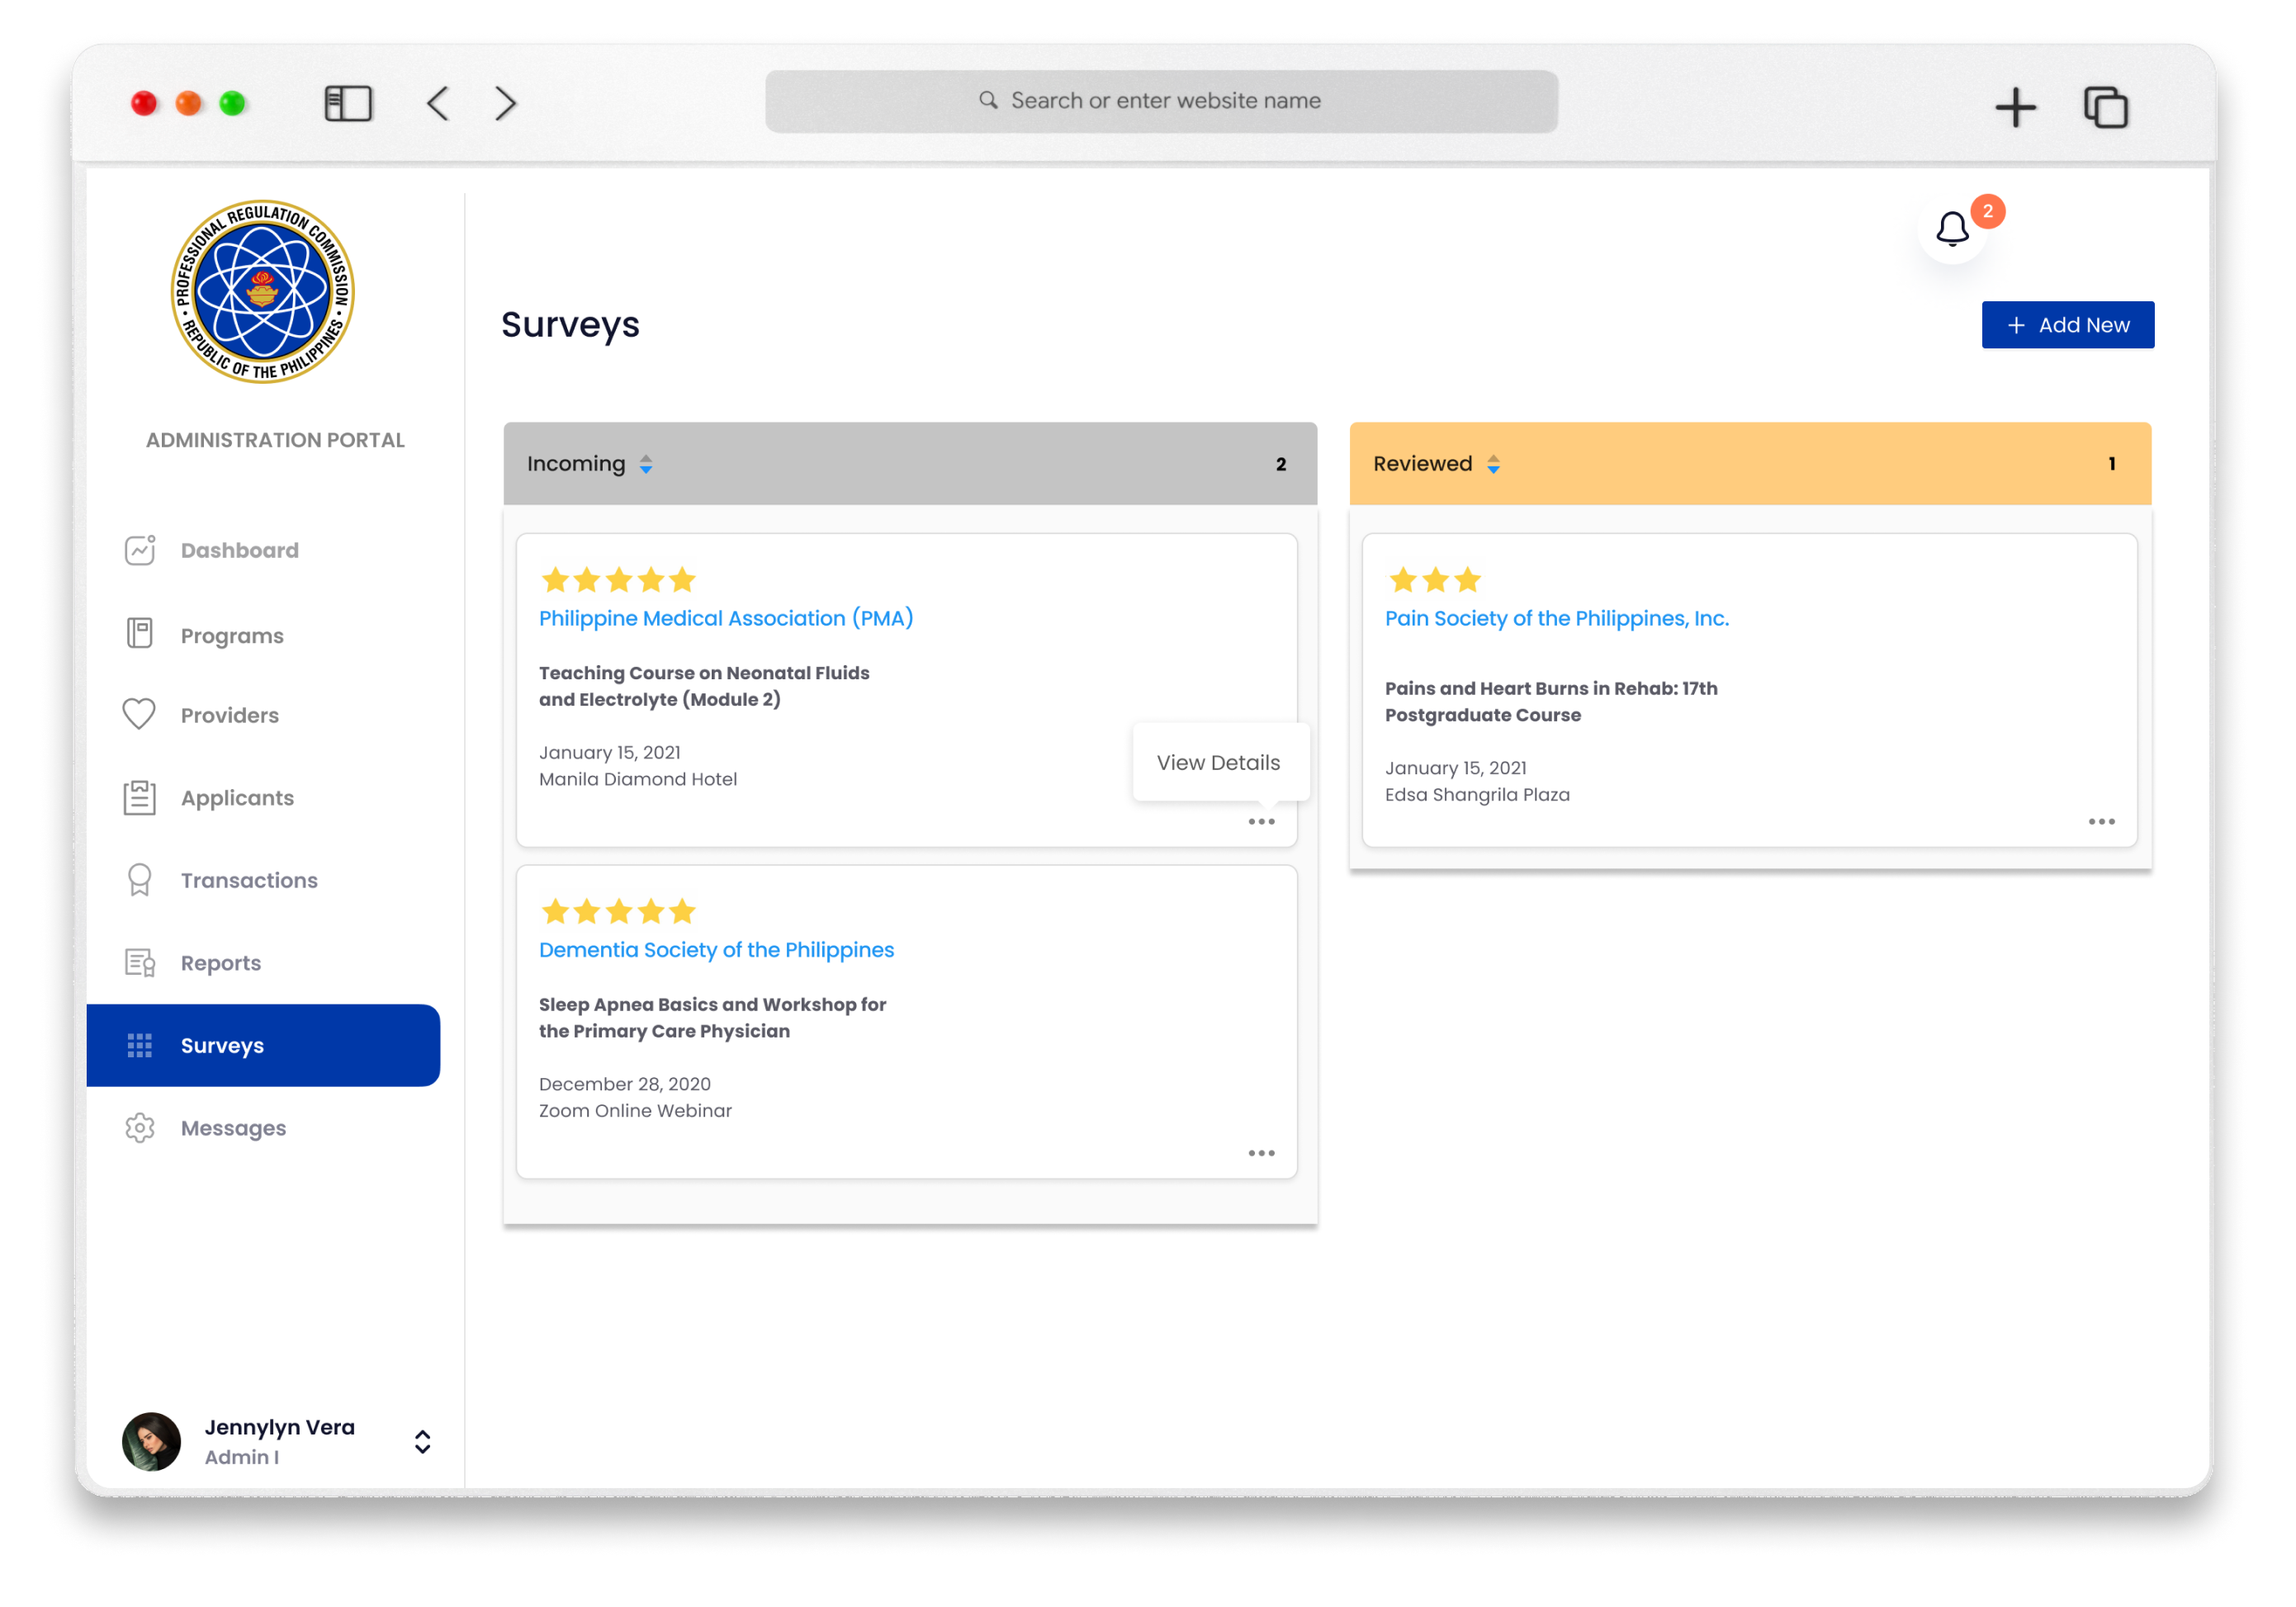 Search or enter website name
PROFESSIONAL REGULATION COMMISSION
• REPUBLIC OF THE PHILIPPINES •
ADMINISTRATION PORTAL
Dashboard
Programs
Providers
Applicants
Transactions
Reports
Surveys
Messages
Jennylyn Vera
Admin I
2
Surveys
+ Add New
Incoming
2
Philippine Medical Association (PMA)
Teaching Course on Neonatal Fluids
and Electrolyte (Module 2)
January 15, 2021
Manila Diamond Hotel
View Details
Dementia Society of the Philippines
Sleep Apnea Basics and Workshop for
the Primary Care Physician
December 28, 2020
Zoom Online Webinar
Reviewed
1
Pain Society of the Philippines, Inc.
Pains and Heart Burns in Rehab: 17th
Postgraduate Course
January 15, 2021
Edsa Shangrila Plaza